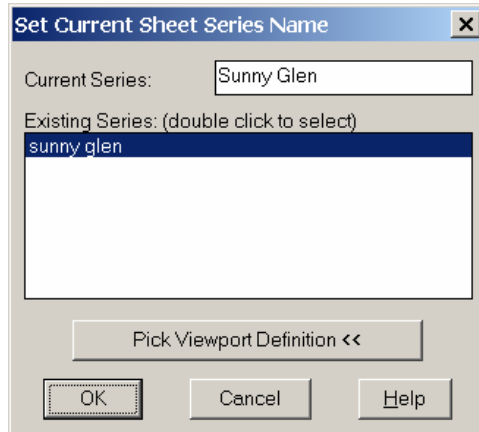 Set Current Sheet Series Name
Current Series: Sunny Glen
Existing Series: (double click to select)
sunny glen
Pick Viewport Definition <<
OK Cancel Help